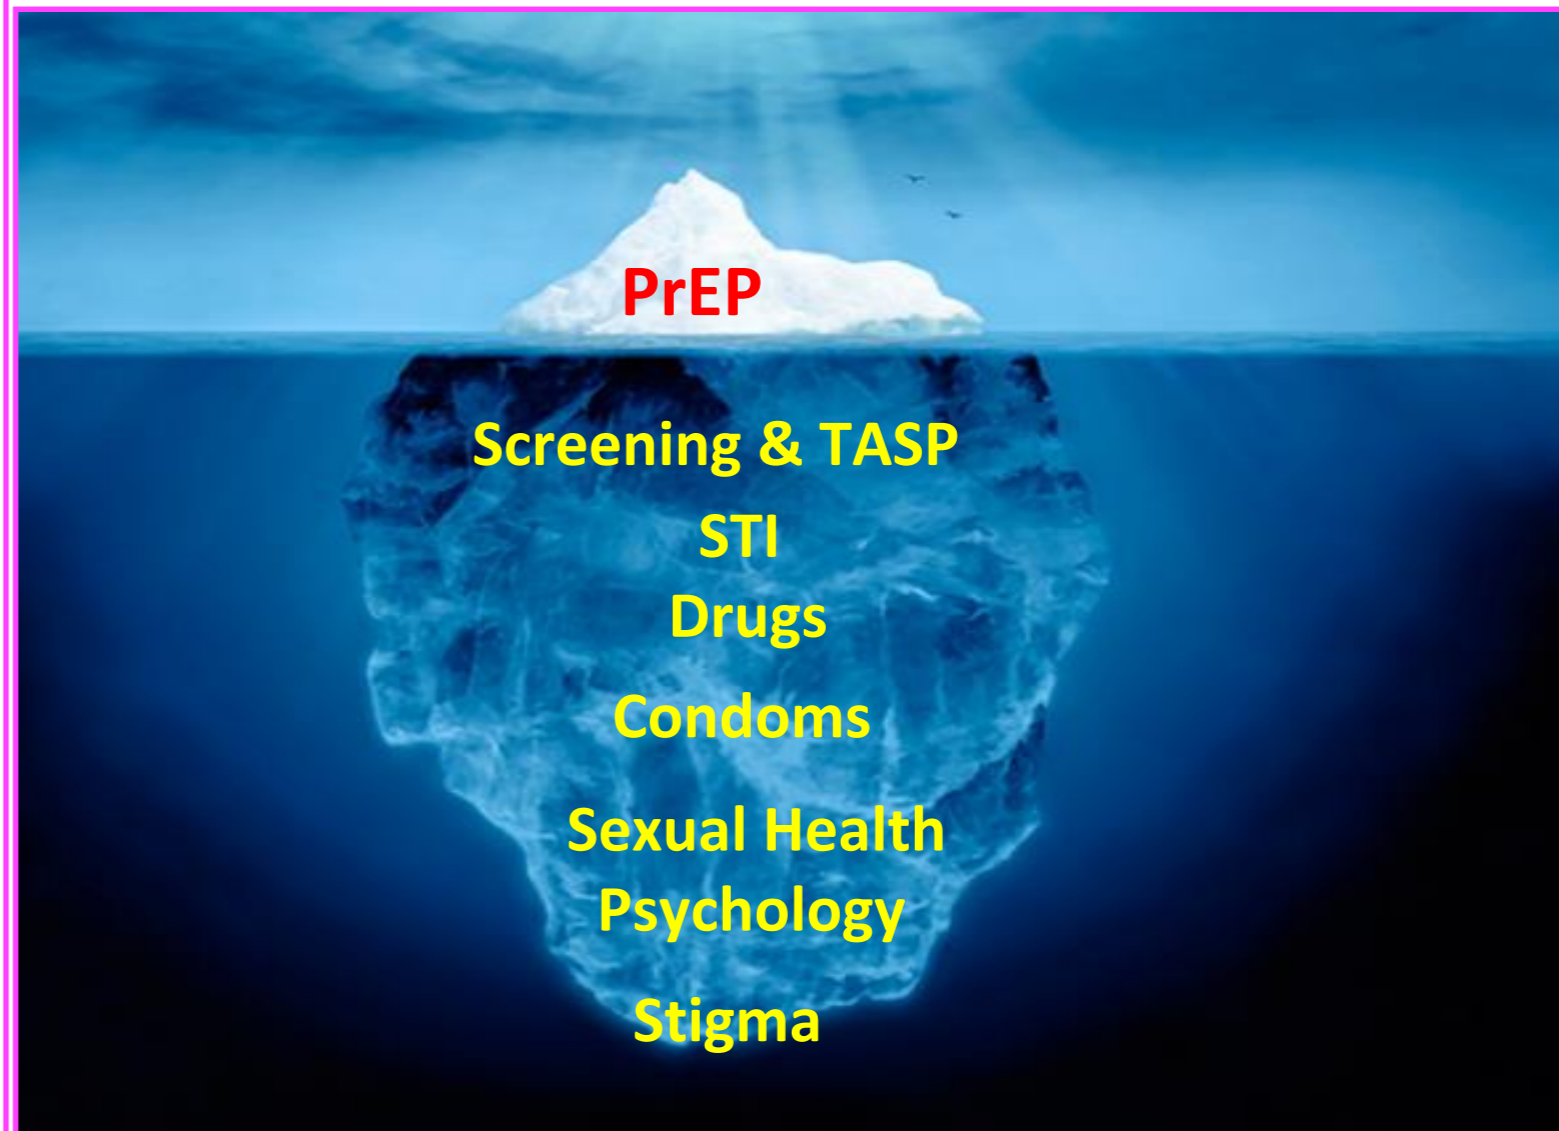 PrEP
Screening & TASP
STI
Drugs
Condoms
Sexual Health
Psychology
Stigma